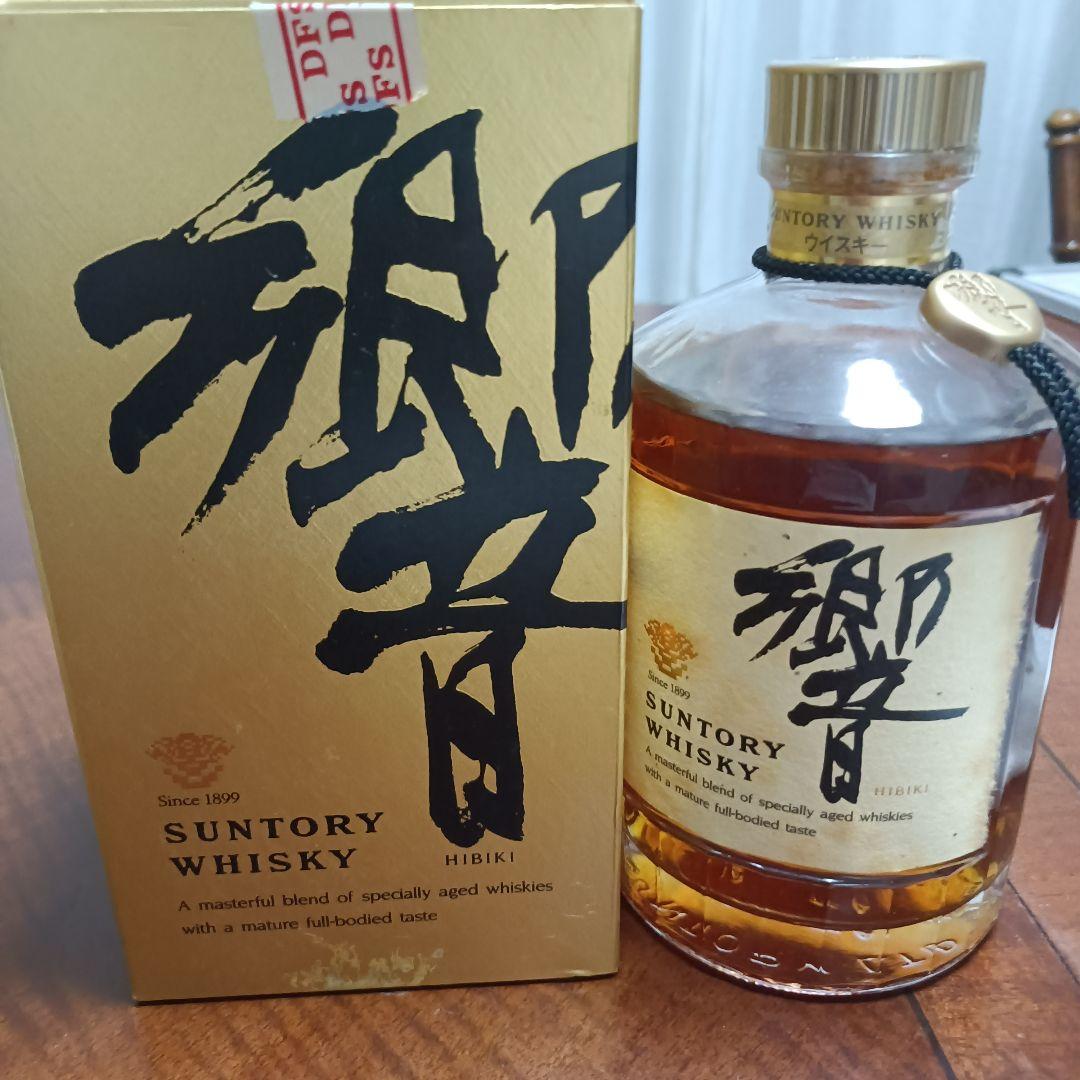 DFS
DFS
響
Since 1899
SUNTORY
WHISKY
HIBIKI
A masterful blend of specially aged whiskies
with a mature full-bodied taste
SUNTORY WHISKY
ウイスキー
響
Since 1899
SUNTORY
WHISKY
HIBIKI
A masterful blend of specially aged whiskies
with a mature full-bodied taste